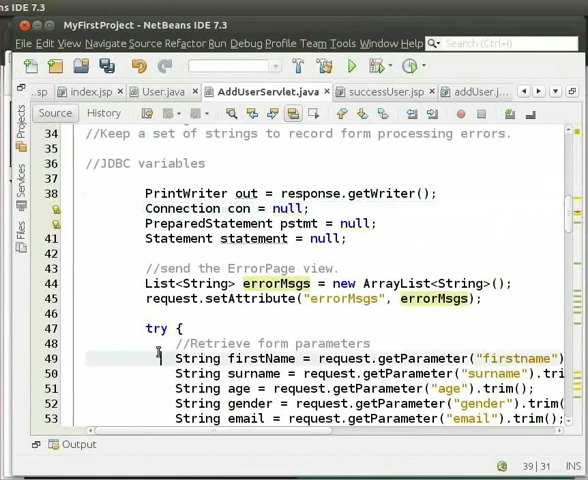 s IDE 7.3
MyFirstProject - NetBeans IDE 7.3
File Edit View Navigate Source Refactor Run Debug Profile Team Tools Window Help Search (Ctrl+I)
...sp index.jsp User.java AddUserServlet.java successUser.jsp addUser.j...
Source History
Projects
Services
Files
34 //Keep a set of strings to record form processing errors.
35
36 //JDBC variables
37
38 PrintWriter out = response.getWriter();
Connection con = null;
PreparedStatement pstmt = null;
41 Statement statement = null;
42
43 //send the ErrorPage view.
44 List<String> errorMsgs = new ArrayList<String>();
45 request.setAttribute("errorMsgs", errorMsgs);
46
47 try {
48 //Retrieve form parameters
49 String firstName = request.getParameter("firstname")
50 String surname = request.getParameter("surname").tri
51 String age = request.getParameter("age").trim();
52 String gender = request.getParameter("gender").trim(
53 String email = request.getParameter("email").trim();
Output
39 | 31 INS